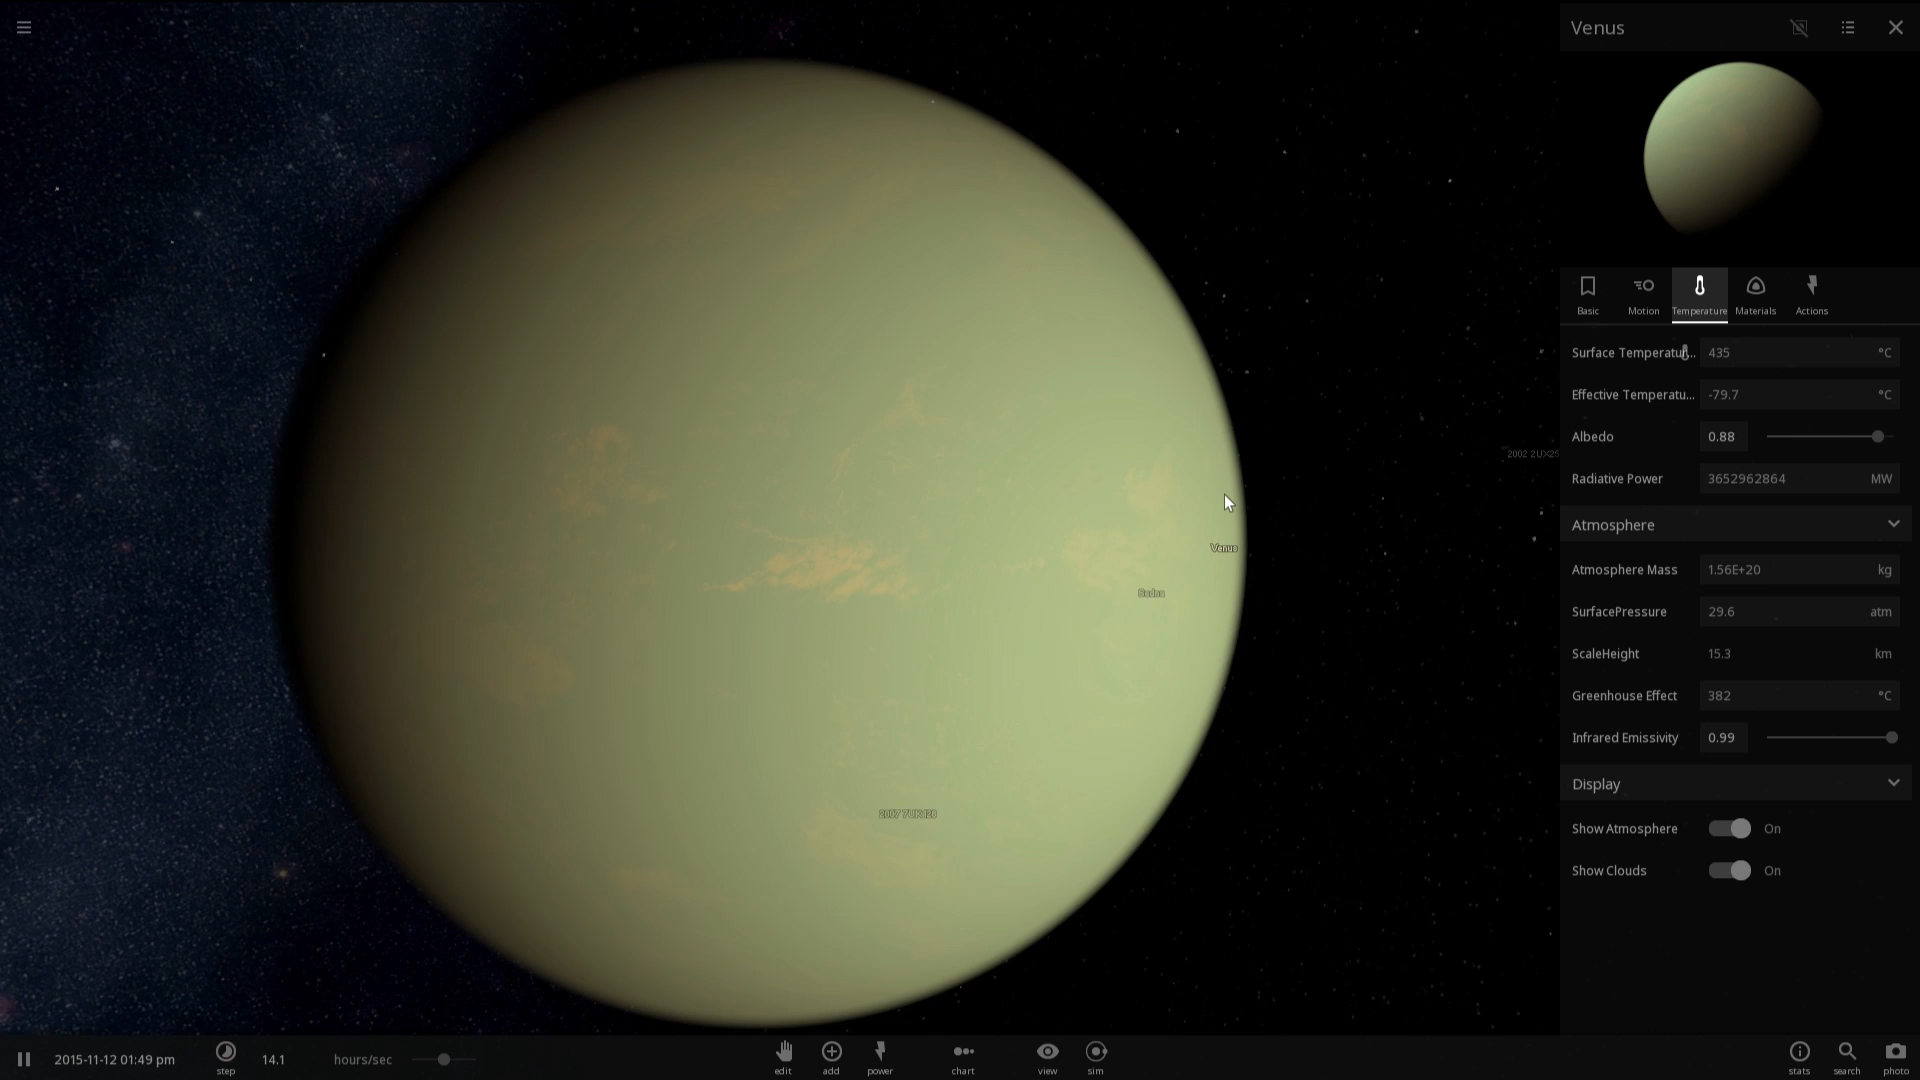 Venus
Basic
Motion
Temperature
Materials
Actions
Surface Temperatur... 435 °C
Effective Temperatu... -79.7 °C
Albedo 0.88
Radiative Power 3652962864 MW
Atmosphere
Atmosphere Mass 1.56E+20 kg
SurfacePressure 29.6 atm
ScaleHeight 15.3 km
Greenhouse Effect 382 °C
Infrared Emissivity 0.99
Display
Show Atmosphere On
Show Clouds On
Venus
2015-11-12 01:49 pm
step
14.1 hours/sec
edit
add
power
chart
view
sim
stats
search
photo